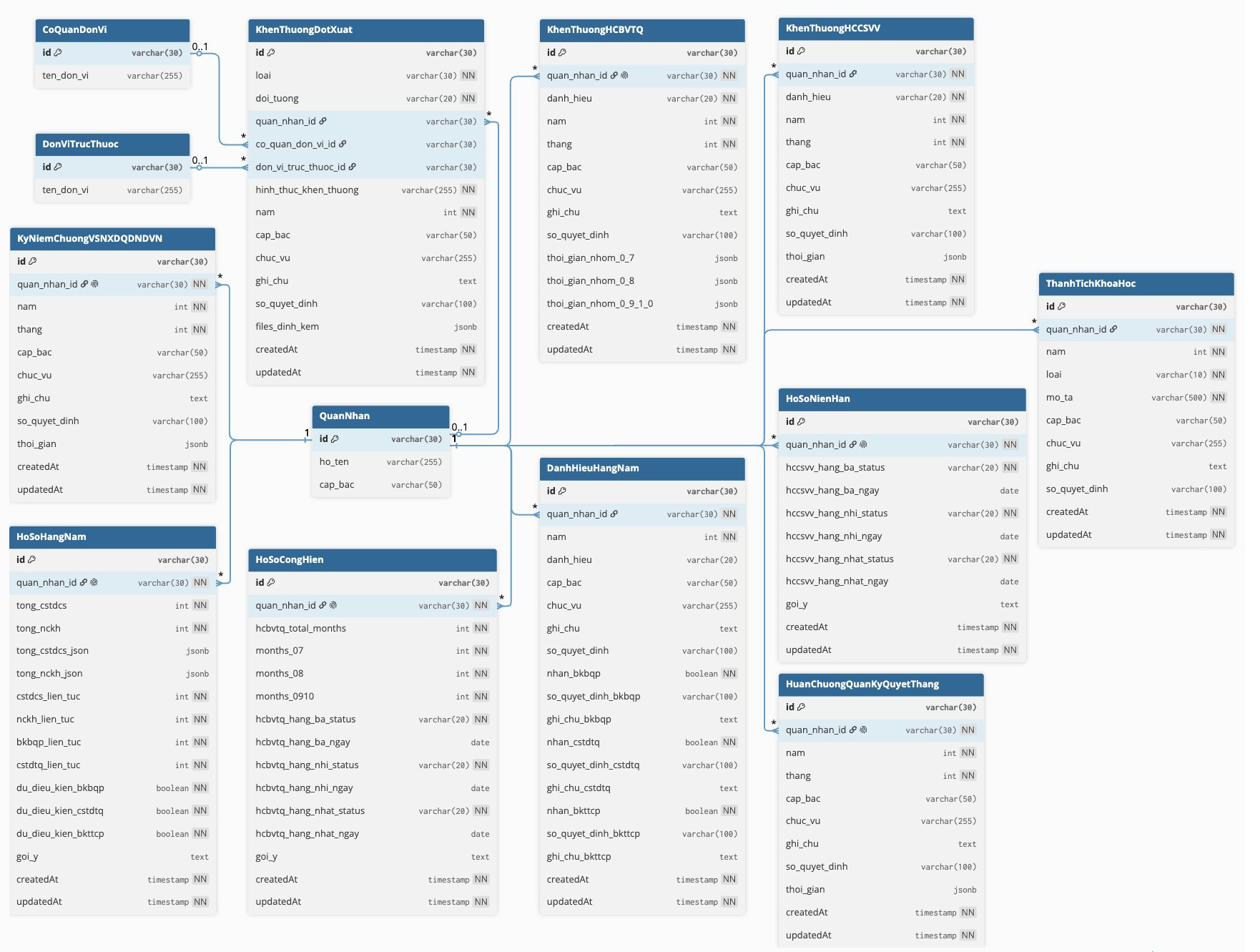 CoQuanDonVi
id varchar(30)
ten_don_vi varchar(255)
0..1
DonViTrucThuoc
id varchar(30)
ten_don_vi varchar(255)
0..1
KhenThuongDotXuat
id varchar(30)
loai varchar(30) NN
doi_tuong varchar(20) NN
quan_nhan_id varchar(30)
co_quan_don_vi_id varchar(30)
don_vi_truc_thuoc_id varchar(30)
hinh_thuc_khen_thuong varchar(255) NN
nam int NN
cap_bac varchar(50)
chuc_vu varchar(255)
ghi_chu text
so_quyet_dinh varchar(100)
files_dinh_kem jsonb
createdAt timestamp NN
updatedAt timestamp NN
*
*
*
KhenThuongHCBVTQ
id varchar(30)
* quan_nhan_id varchar(30) NN
danh_hieu varchar(20) NN
nam int NN
thang int NN
cap_bac varchar(50)
chuc_vu varchar(255)
ghi_chu text
so_quyet_dinh varchar(100)
thoi_gian_nhom_0_7 jsonb
thoi_gian_nhom_0_8 jsonb
thoi_gian_nhom_0_9_1_0 jsonb
createdAt timestamp NN
updatedAt timestamp NN
KhenThuongHCCSVV
id varchar(30)
* quan_nhan_id varchar(30) NN
danh_hieu varchar(20) NN
nam int NN
thang int NN
cap_bac varchar(50)
chuc_vu varchar(255)
ghi_chu text
so_quyet_dinh varchar(100)
thoi_gian jsonb
createdAt timestamp NN
updatedAt timestamp NN
KyNiemChuongVSNXDQDNDVN
id varchar(30)
quan_nhan_id varchar(30) NN *
nam int NN
thang int NN
cap_bac varchar(50)
chuc_vu varchar(255)
ghi_chu text
so_quyet_dinh varchar(100)
thoi_gian jsonb
createdAt timestamp NN
updatedAt timestamp NN
ThanhTichKhoaHoc
id varchar(30)
* quan_nhan_id varchar(30) NN
nam int NN
loai varchar(10) NN
mo_ta varchar(500) NN
cap_bac varchar(50)
chuc_vu varchar(255)
ghi_chu text
so_quyet_dinh varchar(100)
createdAt timestamp NN
updatedAt timestamp NN
QuanNhan
1 id varchar(30) 0..1
1
ho_ten varchar(255)
cap_bac varchar(50)
HoSoNienHan
id varchar(30)
* quan_nhan_id varchar(30) NN
hccsvv_hang_ba_status varchar(20) NN
hccsvv_hang_ba_ngay date
hccsvv_hang_nhi_status varchar(20) NN
hccsvv_hang_nhi_ngay date
hccsvv_hang_nhat_status varchar(20) NN
hccsvv_hang_nhat_ngay date
goi_y text
createdAt timestamp NN
updatedAt timestamp NN
HoSoHangNam
id varchar(30)
quan_nhan_id varchar(30) NN *
tong_cstdcs int NN
tong_nckh int NN
tong_cstdcs_json jsonb
tong_nckh_json jsonb
cstdcs_lien_tuc int NN
nckh_lien_tuc int NN
bkbqp_lien_tuc int NN
cstdtq_lien_tuc int NN
du_dieu_kien_bkbqp boolean NN
du_dieu_kien_cstdtq boolean NN
du_dieu_kien_bkttcp boolean NN
goi_y text
createdAt timestamp NN
updatedAt timestamp NN
HoSoCongHien
id varchar(30)
quan_nhan_id varchar(30) NN *
hcbvtq_total_months int NN
months_07 int NN
months_08 int NN
months_0910 int NN
hcbvtq_hang_ba_status varchar(20) NN
hcbvtq_hang_ba_ngay date
hcbvtq_hang_nhi_status varchar(20) NN
hcbvtq_hang_nhi_ngay date
hcbvtq_hang_nhat_status varchar(20) NN
hcbvtq_hang_nhat_ngay date
goi_y text
createdAt timestamp NN
updatedAt timestamp NN
DanhHieuHangNam
id varchar(30)
* quan_nhan_id varchar(30) NN
nam int NN
danh_hieu varchar(20)
cap_bac varchar(50)
chuc_vu varchar(255)
ghi_chu text
so_quyet_dinh varchar(100)
nhan_bkbqp boolean NN
so_quyet_dinh_bkbqp varchar(100)
ghi_chu_bkbqp text
nhan_cstdtq boolean NN
so_quyet_dinh_cstdtq varchar(100)
ghi_chu_cstdtq text
nhan_bkttcp boolean NN
so_quyet_dinh_bkttcp varchar(100)
ghi_chu_bkttcp text
createdAt timestamp NN
updatedAt timestamp NN
HuanChuongQuanKyQuyetThang
id varchar(30)
* quan_nhan_id varchar(30) NN
nam int NN
thang int NN
cap_bac varchar(50)
chuc_vu varchar(255)
ghi_chu text
so_quyet_dinh varchar(100)
thoi_gian jsonb
createdAt timestamp NN
updatedAt timestamp NN